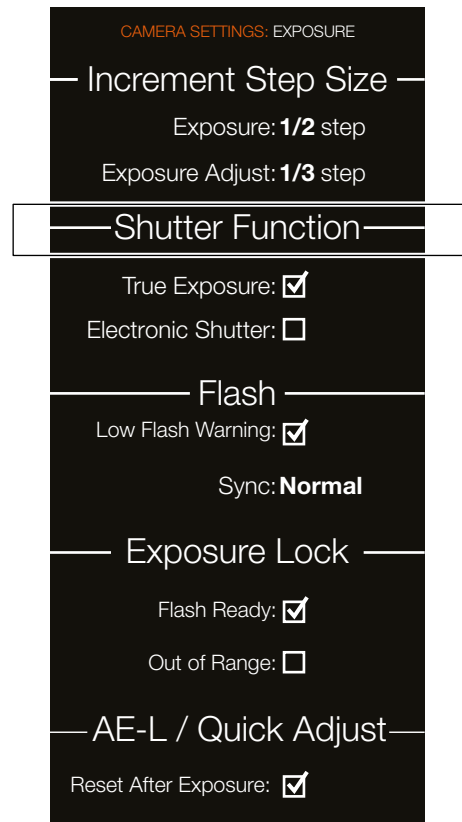 CAMERA SETTINGS: EXPOSURE
Increment Step Size
Exposure: 1/2 step
Exposure Adjust: 1/3 step
Shutter Function
True Exposure:
Electronic Shutter:
Flash
Low Flash Warning:
Sync: Normal
Exposure Lock
Flash Ready:
Out of Range:
AE-L / Quick Adjust
Reset After Exposure: